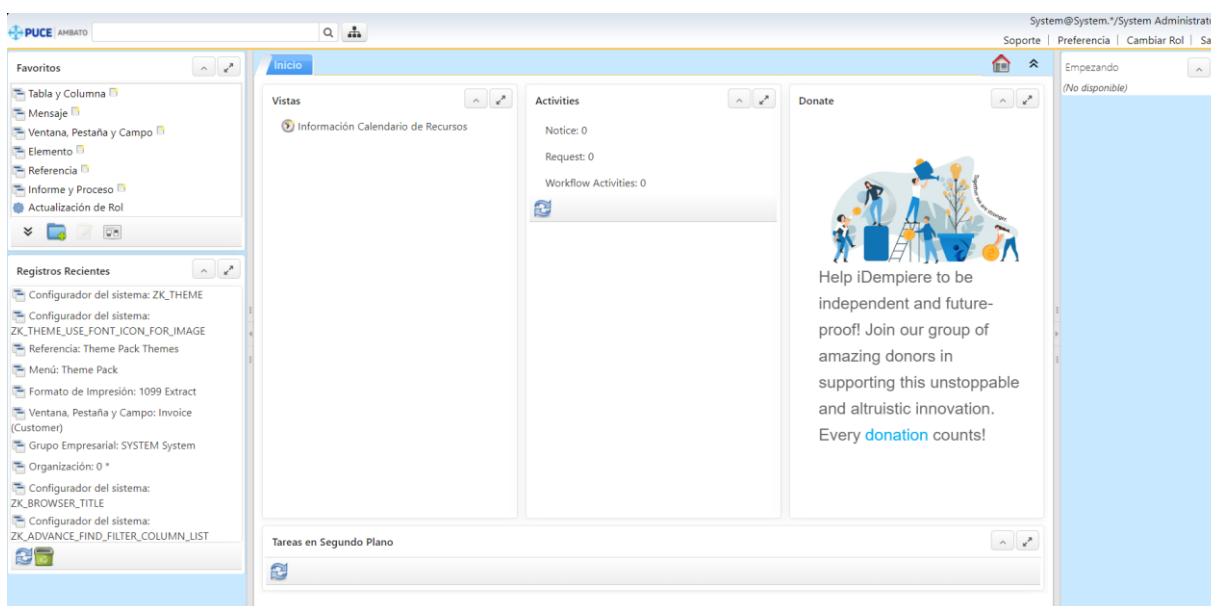 System@System.*/System Administrato
PUCE AMBATO
Soporte | Preferencia | Cambiar Rol | Sa
Favoritos
Tabla y Columna
Mensaje
Ventana, Pestaña y Campo
Elemento
Referencia
Informe y Proceso
Actualización de Rol
Registros Recientes
Configurador del sistema: ZK_THEME
Configurador del sistema:
ZK_THEME_USE_FONT_ICON_FOR_IMAGE
Referencia: Theme Pack Themes
Menú: Theme Pack
Formato de Impresión: 1099 Extract
Ventana, Pestaña y Campo: Invoice
(Customer)
Grupo Empresarial: SYSTEM System
Organización: 0 *
Configurador del sistema:
ZK_BROWSER_TITLE
Configurador del sistema:
ZK_ADVANCE_FIND_FILTER_COLUMN_LIST
Inicio
Vistas
Información Calendario de Recursos
Activities
Notice: 0
Request: 0
Workflow Activities: 0
Donate
Together we are stronger
Help iDempiere to be
independent and future-
proof! Join our group of
amazing donors in
supporting this unstoppable
and altruistic innovation.
Every donation counts!
Tareas en Segundo Plano
Empezando
(No disponible)